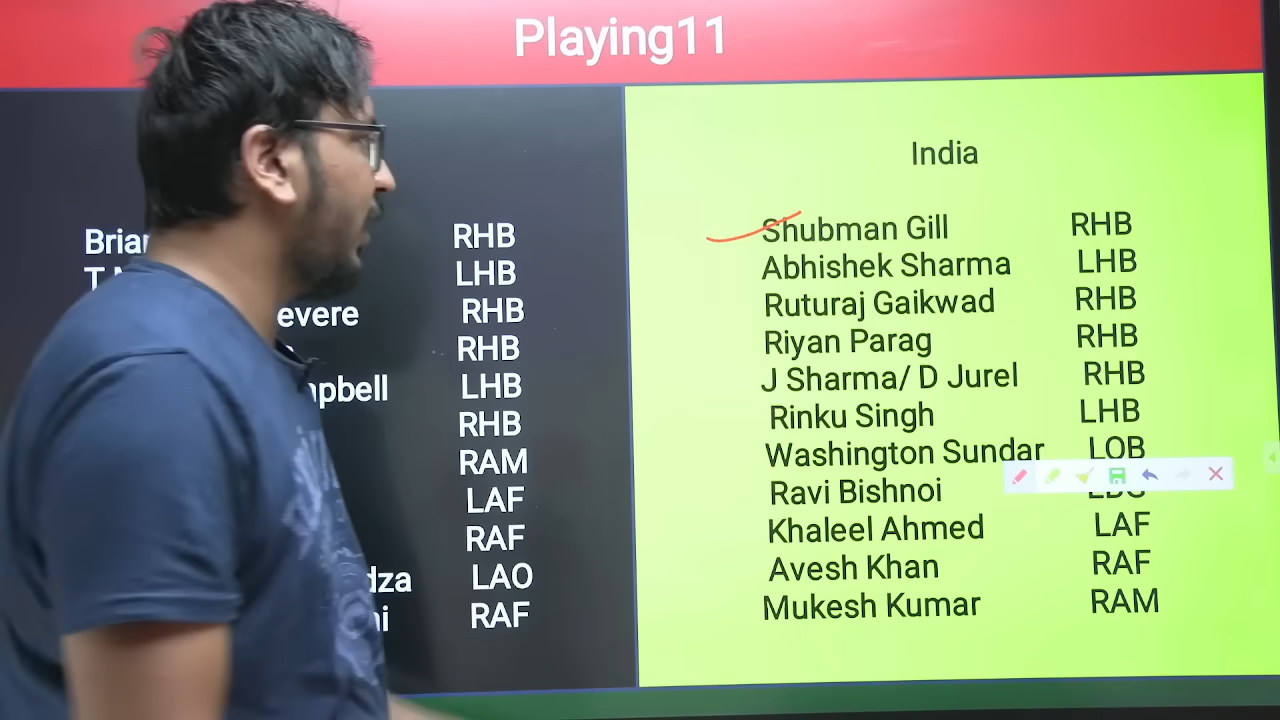 Playing11
Brian RHB
LHB
evere RHB
RHB
pbell LHB
RHB
RAM
LAF
RAF
dza LAO
ni RAF
India
Shubman Gill RHB
Abhishek Sharma LHB
Ruturaj Gaikwad RHB
Riyan Parag RHB
J Sharma/ D Jurel RHB
Rinku Singh LHB
Washington Sundar LOB
Ravi Bishnoi
Khaleel Ahmed LAF
Avesh Khan RAF
Mukesh Kumar RAM